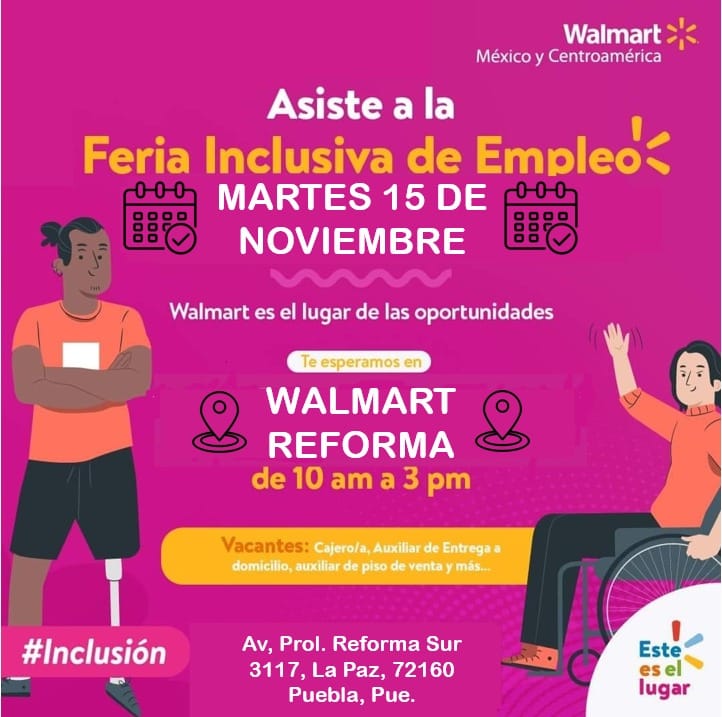 Walmart
México y Centroamérica
Asiste a la
Feria Inclusiva de Empleo
MARTES 15 DE
NOVIEMBRE
Walmart es el lugar de las oportunidades
Te esperamos en
WALMART
REFORMA
de 10 am a 3 pm
Vacantes: Cajero/a, Auxiliar de Entrega a
domicilio, auxiliar de piso de venta y más...
#Inclusión
Av, Prol. Reforma Sur
3117, La Paz, 72160
Puebla, Pue.
Este
es el
lugar